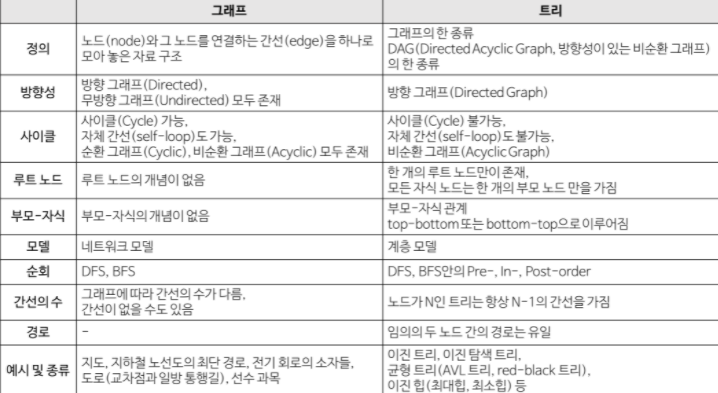 그래프 트리
정의 노드(node)와 그 노드를 연결하는 간선(edge)을 하나로
모아 놓은 자료 구조
그래프의 한 종류
DAG(Directed Acyclic Graph, 방향성이 있는 비순환 그래프)
의 한 종류
방향성 방향 그래프(Directed),
무방향 그래프(Undirected) 모두 존재
방향 그래프(Directed Graph)
사이클 사이클(Cycle) 가능,
자체 간선(self-loop)도 가능,
순환 그래프(Cyclic), 비순환 그래프(Acyclic) 모두 존재
사이클(Cycle) 불가능,
자체 간선(self-loop)도 불가능,
비순환 그래프(Acyclic Graph)
루트 노드 루트 노드의 개념이 없음
한 개의 루트 노드만이 존재,
모든 자식 노드는 한 개의 부모 노드 만을 가짐
부모-자식 부모-자식의 개념이 없음
부모-자식 관계
top-bottom 또는 bottom-top으로 이루어짐
모델 네트워크 모델 계층 모델
순회 DFS, BFS DFS, BFS안의 Pre-, In-, Post-order
간선의 수 그래프에 따라 간선의 수가 다름,
간선이 없을 수도 있음
노드가 N인 트리는 항상 N-1의 간선을 가짐
경로 - 임의의 두 노드 간의 경로는 유일
예시 및 종류 지도, 지하철 노선도의 최단 경로, 전기 회로의 소자들,
도로(교차점과 일방 통행길), 선수 과목
이진 트리, 이진 탐색 트리,
균형 트리(AVL 트리, red-black 트리),
이진 힙(최대힙, 최소힙) 등